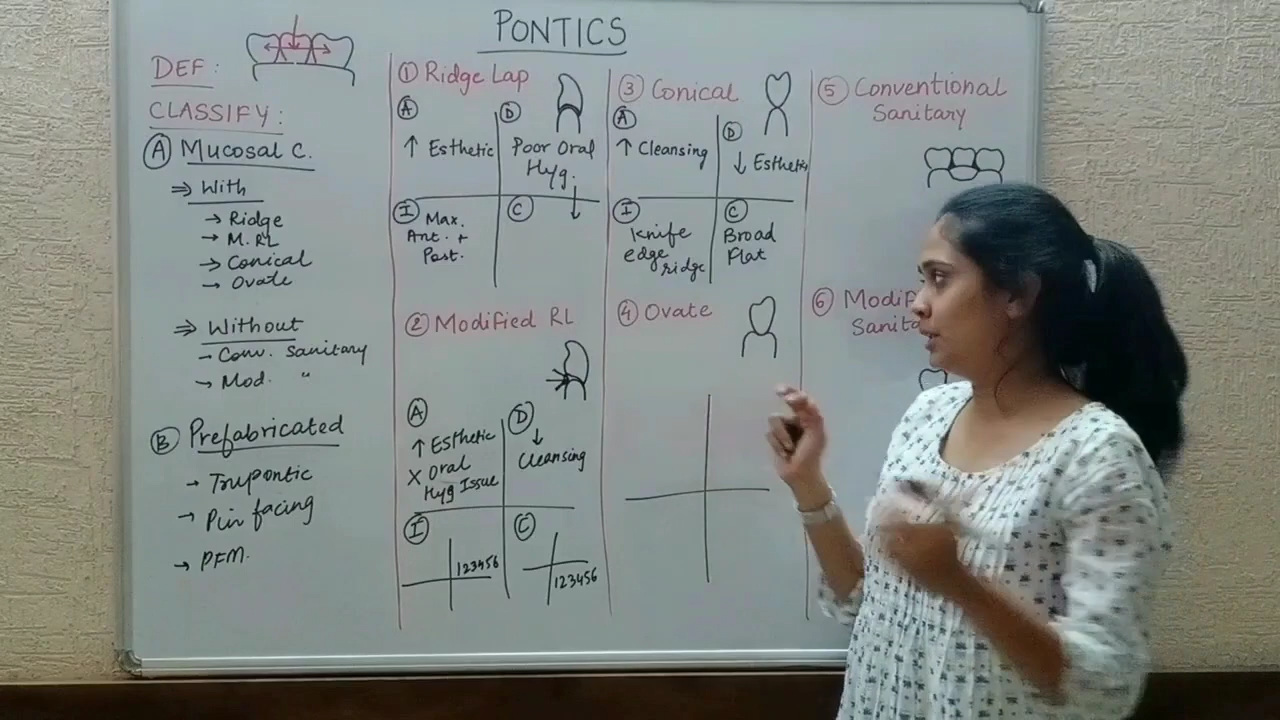 PONTICS
DEF:
CLASSIFY:
A Mucosal C.
⇒ With
→ Ridge
→ M. RL
→ Conical
→ Ovate
⇒ Without
→ Conv. Sanitary
→ Mod. "
B Prefabricated
→ Trupontic
→ Pin facing
→ PFM.
1 Ridge Lap
A
↑ Esthetic
D
Poor Oral
Hyg.
I Max.
Ant. +
Post.
C
2 Modified RL
A
↑ Esthetic
X Oral
Hyg Issue
D
↓
Cleansing
I
123456
C
123456
3 Conical
A
↑ Cleansing
D
↓ Esthetic
I
Knife
edge
ridge
C
Broad
Flat
4 Ovate
5 Conventional
Sanitary
6